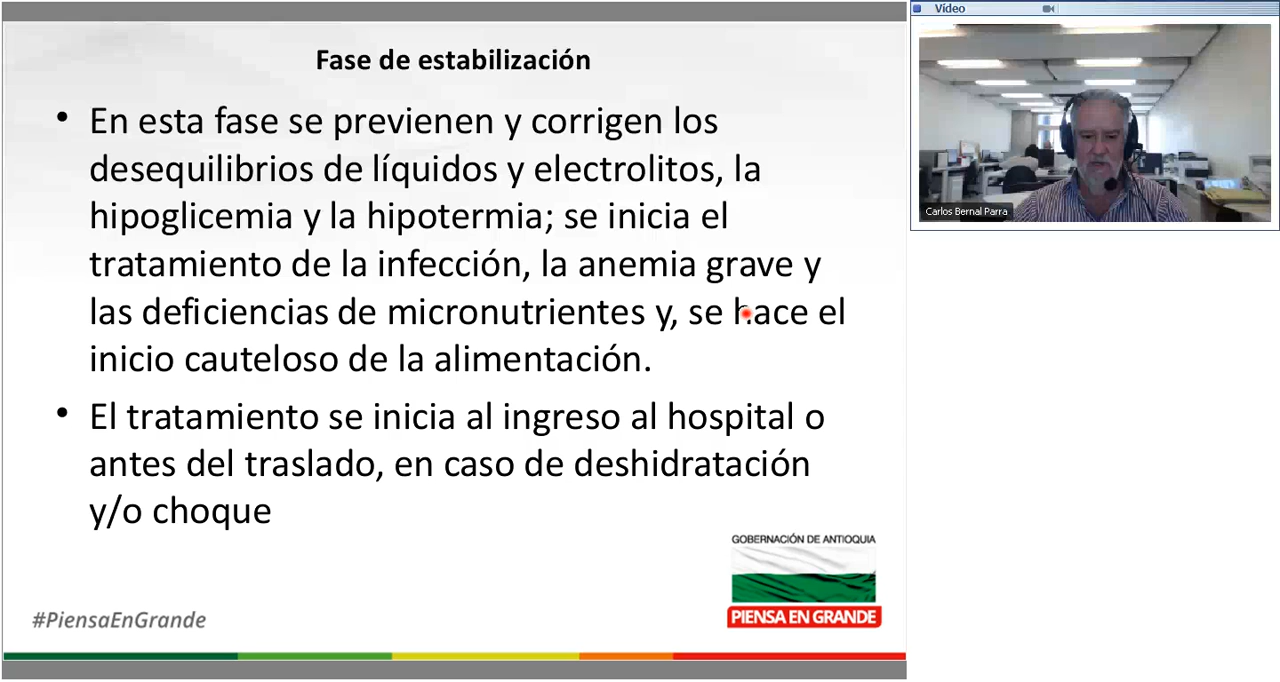 Fase de estabilización
• En esta fase se previenen y corrigen los
desequilibrios de líquidos y electrolitos, la
hipoglicemia y la hipotermia; se inicia el
tratamiento de la infección, la anemia grave y
las deficiencias de micronutrientes y, se hace el
inicio cauteloso de la alimentación.
• El tratamiento se inicia al ingreso al hospital o
antes del traslado, en caso de deshidratación
y/o choque
GOBERNACIÓN DE ANTIOQUIA
PIENSA EN GRANDE
#PiensaEnGrande
Vídeo
Carlos Bernal Parra